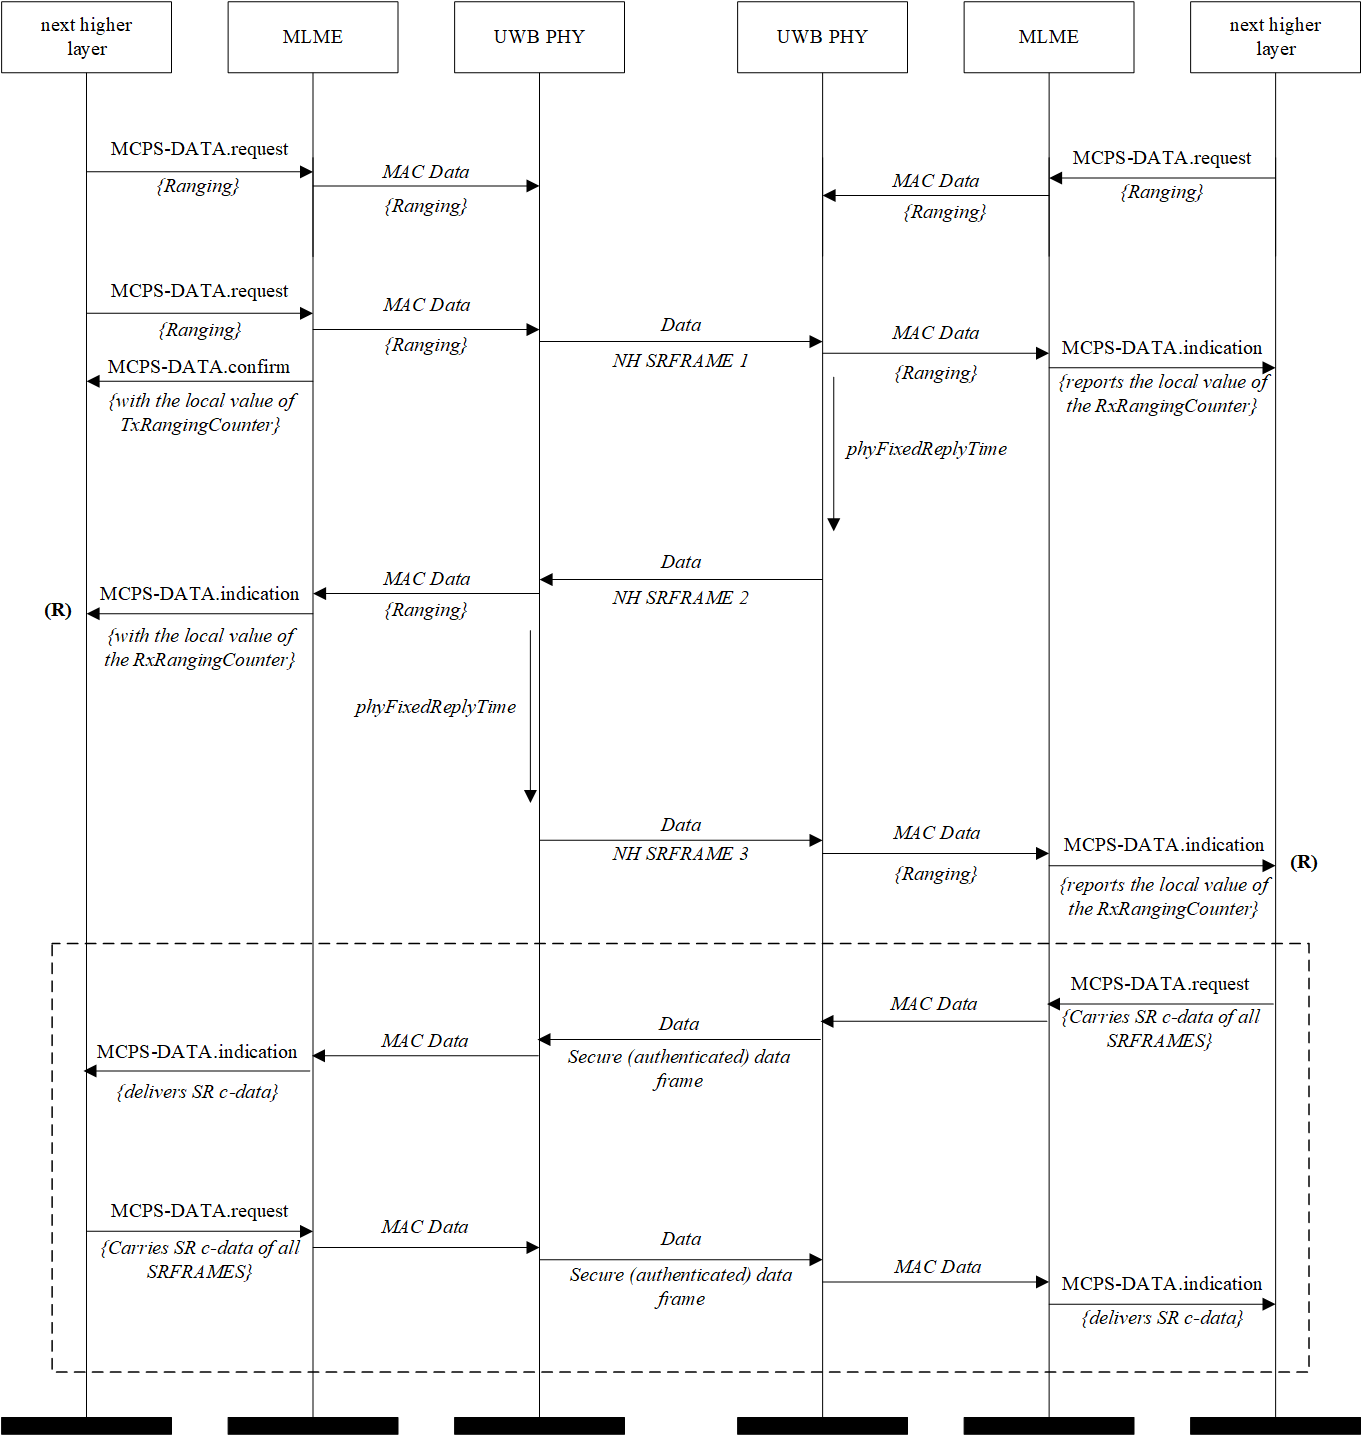 next higher
layer
MLME
UWB PHY
UWB PHY
MLME
next higher
layer
MCPS-DATA.request
{Ranging}
MAC Data
{Ranging}
MAC Data
{Ranging}
MCPS-DATA.request
{Ranging}
MCPS-DATA.request
{Ranging}
MAC Data
{Ranging}
Data
NH SRFRAME 1
MAC Data
{Ranging}
MCPS-DATA.indication
{reports the local value of
the RxRangingCounter}
MCPS-DATA.confirm
{with the local value of
TxRangingCounter}
phyFixedReplyTime
Data
NH SRFRAME 2
MAC Data
{Ranging}
MCPS-DATA.indication
(R)
{with the local value of
the RxRangingCounter}
phyFixedReplyTime
Data
NH SRFRAME 3
MAC Data
{Ranging}
MCPS-DATA.indication
(R)
{reports the local value of
the RxRangingCounter}
MCPS-DATA.request
{Carries SR c-data of all
SRFRAMES}
MAC Data
Data
Secure (authenticated) data
frame
MAC Data
MCPS-DATA.indication
{delivers SR c-data}
MCPS-DATA.request
{Carries SR c-data of all
SRFRAMES}
MAC Data
Data
Secure (authenticated) data
frame
MAC Data
MCPS-DATA.indication
{delivers SR c-data}